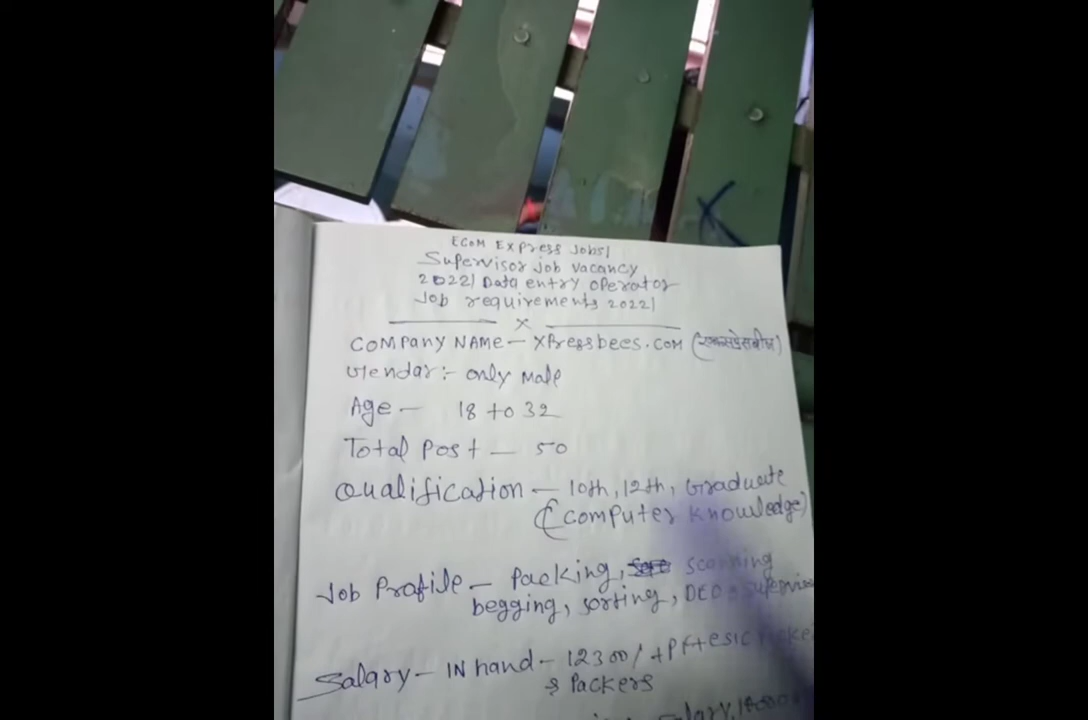 ECOM EXPress Jobs|
Supervisor Job Vacancy
2022| Data entry operator
Job requirements 2022|
x
COMPany NAME - XPressbees.COM (एक्सप्रेसबीज)
Gendar:- only Male
Age - 18 to 32
Total Post - 50
Qualification - 10th, 12th, Graduate
(Computer Knowledge)
Job Profile - Packing, scanning
begging, sorting, DEO
Salary - IN hand - 12300/ + PF+ESIC
& Packers
salary